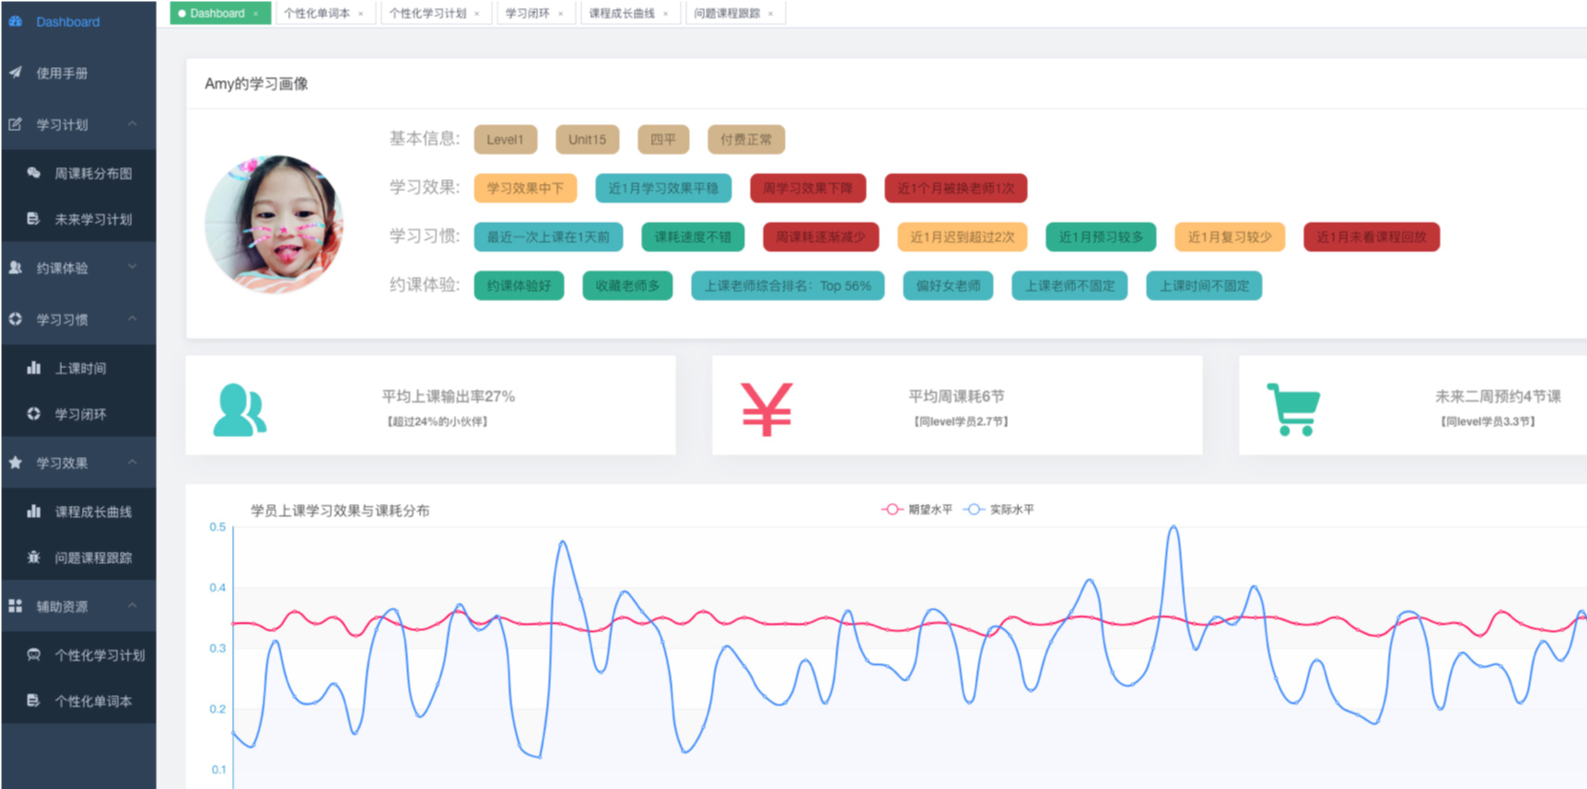 Dashboard
使用手册
学习计划
周课耗分布图
未来学习计划
约课体验
学习习惯
上课时间
学习闭环
学习效果
课程成长曲线
问题课程跟踪
辅助资源
个性化学习计划
个性化单词本
Dashboard × 个性化单词本 × 个性化学习计划 × 学习闭环 × 课程成长曲线 × 问题课程跟踪 ×
Amy的学习画像
基本信息: Level1 Unit15 四平 付费正常
学习效果: 学习效果中下 近1月学习效果平稳 周学习效果下降 近1个月被换老师1次
学习习惯: 最近一次上课在1天前 课耗速度不错 周课耗逐渐减少 近1月迟到超过2次 近1月预习较多 近1月复习较少 近1月未看课程回放
约课体验: 约课体验好 收藏老师多 上课老师综合排名：Top 56% 偏好女老师 上课老师不固定 上课时间不固定
平均上课输出率27%
【超过24%的小伙伴】
平均周课耗6节
【同level学员2.7节】
未来二周预约4节课
【同level学员3.3节】
学员上课学习效果与课耗分布
期望水平 实际水平
0.5
0.4
0.3
0.2
0.1